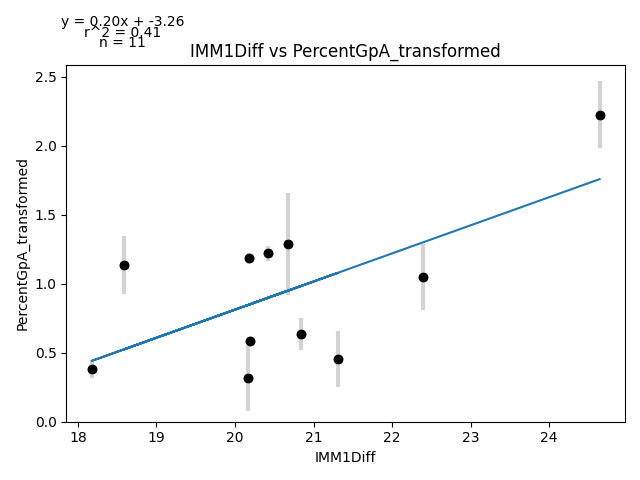 y = 0.20x + -3.26
r^2 = 0.41
n = 11
IMM1Diff vs PercentGpA_transformed
PercentGpA_transformed
2.5
2.0
1.5
1.0
0.5
0.0
18 19 20 21 22 23 24
IMM1Diff